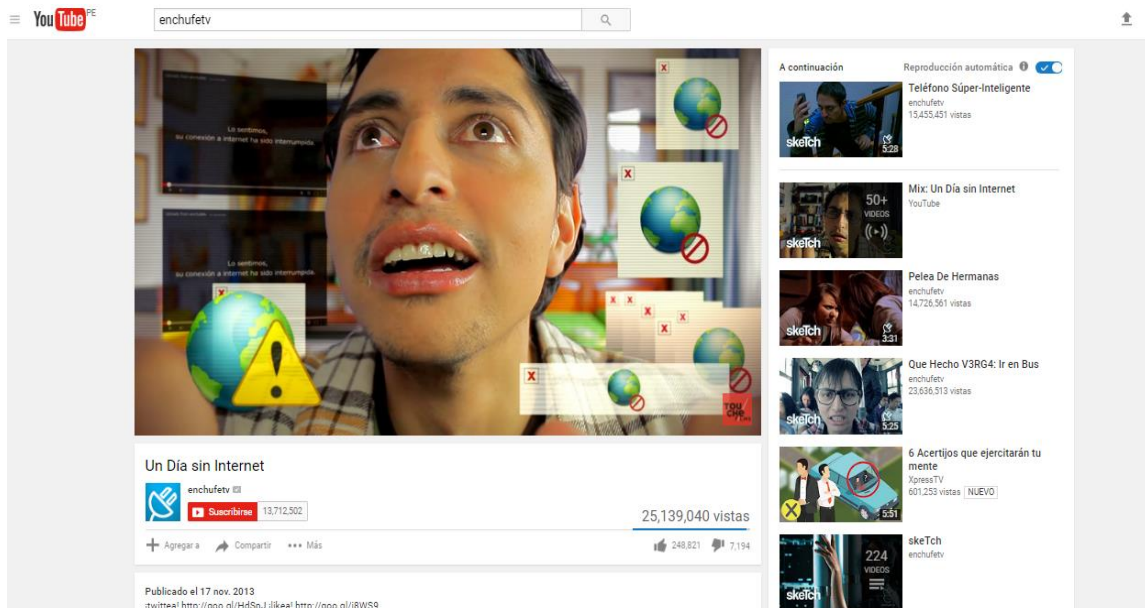 YouTube PE
enchufetv
Lo sentimos,
su conexión a internet ha sido interrumpida.
Lo sentimos,
su conexión a internet ha sido interrumpida.
TOU
CHÉ
Un Día sin Internet
enchufetv
Suscribirse 13,712,502
25,139,040 vistas
Agregar a Compartir Más
248,821 7,194
Publicado el 17 nov. 2013
A continuación Reproducción automática
Teléfono Súper-Inteligente
enchufetv
15,455,451 vistas
skeTch
5:28
Mix: Un Día sin Internet
YouTube
50+
VIDEOS
skeTch
Pelea De Hermanas
enchufetv
14,726,561 vistas
skeTch
3:31
Que Hecho V3RG4: Ir en Bus
enchufetv
23,636,513 vistas
skeTch
5:25
6 Acertijos que ejercitarán tu
mente
XpressTV
601,253 vistas NUEVO
5:51
skeTch
enchufetv
224
VIDEOS
skeTch